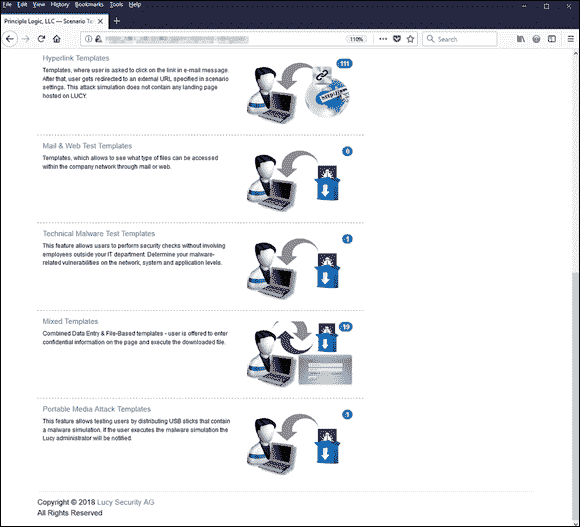 File Edit View History Bookmarks Tools Help
Principle Logic, LLC — Scenario Te
110%
Search
Hyperlink Templates
Templates, where user is asked to click on the link in e-mail message.
After that, user gets redirected to an external URL specified in scenario
settings. This attack simulation does not contain any landing page
hosted on LUCY.
111
Mail & Web Test Templates
Templates, which allows to see what type of files can be accessed
within the company network through mail or web.
Technical Malware Test Templates
This feature allows users to perform security checks without involving
employees outside your IT department. Determine your malware-
related vulnerabilities on the network, system and application levels.
1
Mixed Templates
Combined Data Entry & File-Based templates - user is offered to enter
confidential information on the page and execute the downloaded file.
19
Portable Media Attack Templates
This feature allows testing users by distributing USB sticks that contain
a malware simulation. If the user executes the malware simulation the
Lucy administrator will be notified.
1
Copyright © 2018 Lucy Security AG
All Rights Reserved